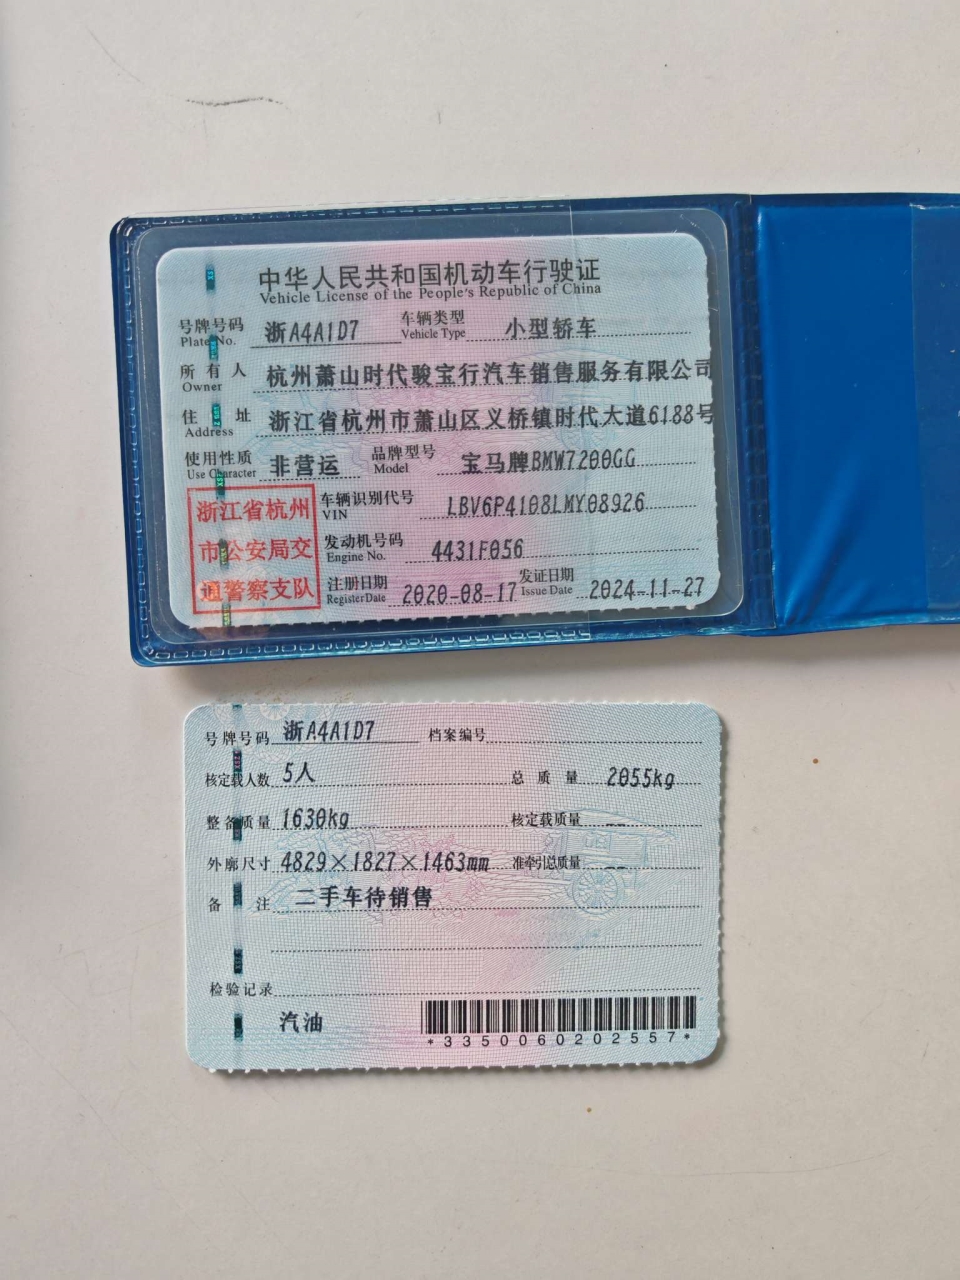 中华人民共和国机动车行驶证
Vehicle License of the People's Republic of China
号牌号码 浙A4A1D7 车辆类型 小型轿车
Plate No. Vehicle Type
所有人 杭州萧山时代骏宝行汽车销售服务有限公司
Owner
住址 浙江省杭州市萧山区义桥镇时代大道6188号
Address
使用性质 非营运 品牌型号 宝马牌BMW7200GG
Use Character Model
浙江省杭州
市公安局交
通警察支队
车辆识别代号 LBV6P4108LMY08926
VIN
发动机号码 4431F056
Engine No.
注册日期 2020-08-17 发证日期 2024-11-27
Register Date Issue Date
号牌号码 浙A4A1D7 档案编号
核定载人数 5人 总质量 2055kg
整备质量 1630kg 核定载质量 --
外廓尺寸 4829×1827×1463mm 准牵引总质量 --
备注 二手车待销售
检验记录
汽油
*3350060202557*